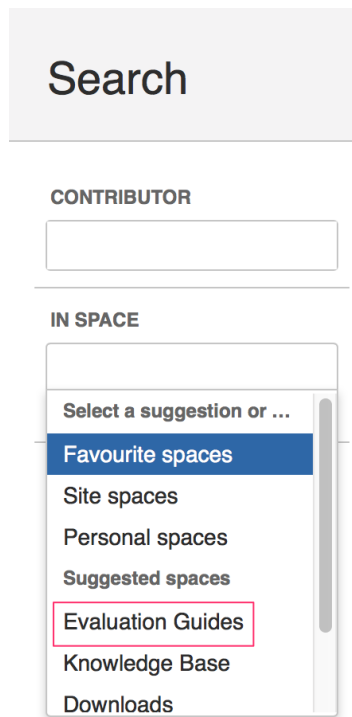 Search
CONTRIBUTOR
IN SPACE
Select a suggestion or ...
Favourite spaces
Site spaces
Personal spaces
Suggested spaces
Evaluation Guides
Knowledge Base
Downloads